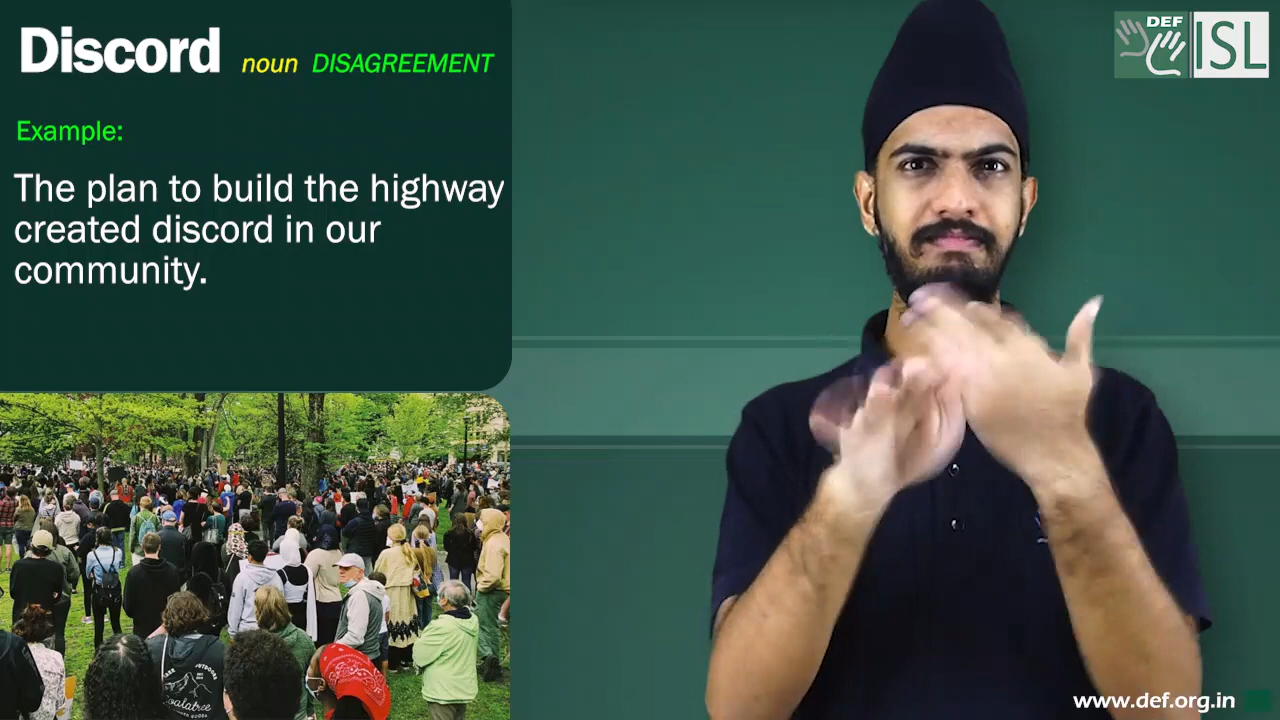 Discord noun DISAGREEMENT
Example:
The plan to build the highway
created discord in our
community.
DEF
ISL
www.def.org.in